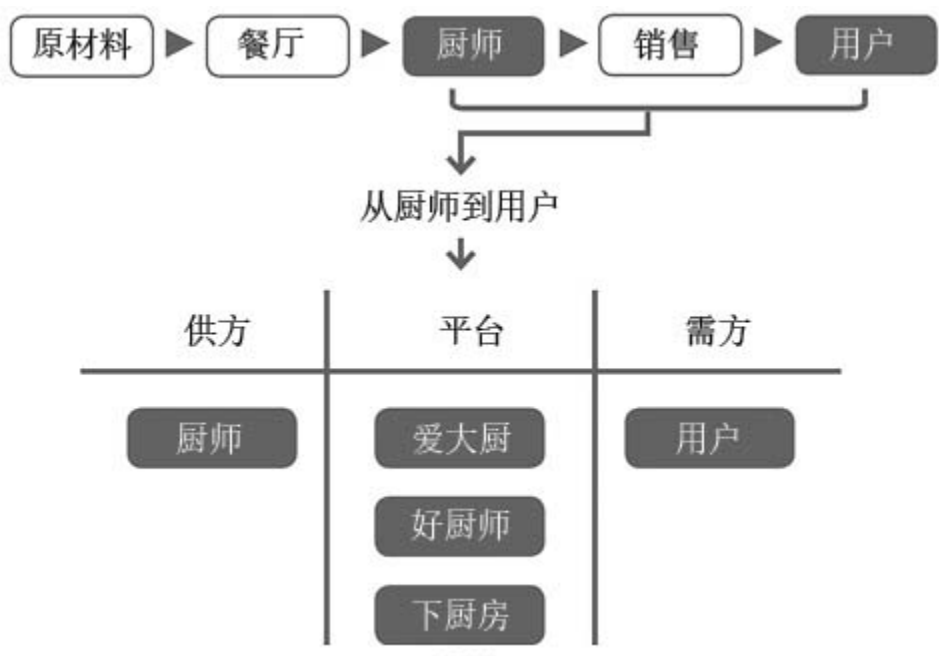 原材料 餐厅 厨师 销售 用户
从厨师到用户
供方 平台 需方
厨师 爱大厨 用户
好厨师
下厨房